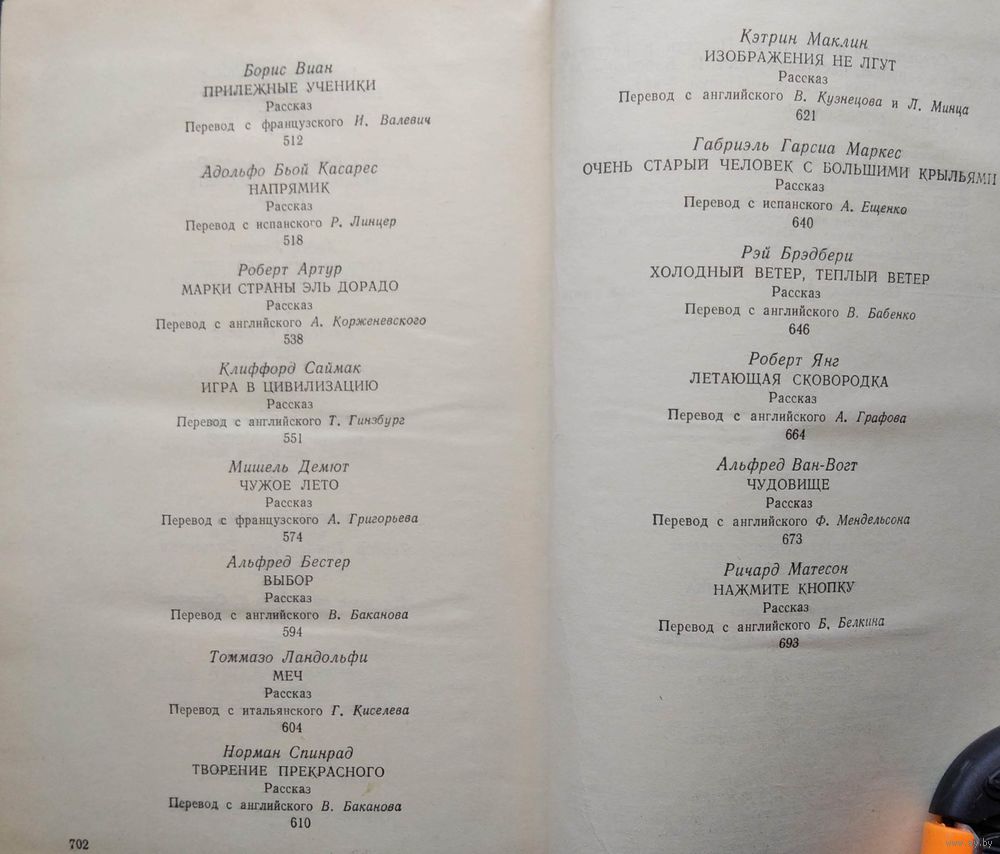 Борис Виан
ПРИЛЕЖНЫЕ УЧЕНИКИ
Рассказ
Перевод с французского И. Валевич
512
Адольфо Бьой Касарес
НАПРЯМИК
Рассказ
Перевод с испанского Р. Линцер
518
Роберт Артур
МАРКИ СТРАНЫ ЭЛЬ ДОРАДО
Рассказ
Перевод с английского А. Корженевского
538
Клиффорд Саймак
ИГРА В ЦИВИЛИЗАЦИЮ
Рассказ
Перевод с английского Т. Гинзбург
551
Мишель Демют
ЧУЖОЕ ЛЕТО
Рассказ
Перевод с французского А. Григорьева
574
Альфред Бестер
ВЫБОР
Рассказ
Перевод с английского В. Баканова
594
Томмазо Ландольфи
МЕЧ
Рассказ
Перевод с итальянского Г. Киселева
604
Норман Спинрад
ТВОРЕНИЕ ПРЕКРАСНОГО
Рассказ
Перевод с английского В. Баканова
610
702
Кэтрин Маклин
ИЗОБРАЖЕНИЯ НЕ ЛГУТ
Рассказ
Перевод с английского В. Кузнецова и Л. Минца
621
Габриэль Гарсиа Маркес
ОЧЕНЬ СТАРЫЙ ЧЕЛОВЕК С БОЛЬШИМИ КРЫЛЬЯМИ
Рассказ
Перевод с испанского А. Ещенко
640
Рэй Брэдбери
ХОЛОДНЫЙ ВЕТЕР, ТЕПЛЫЙ ВЕТЕР
Рассказ
Перевод с английского В. Бабенко
646
Роберт Янг
ЛЕТАЮЩАЯ СКОВОРОДКА
Рассказ
Перевод с английского А. Графова
664
Альфред Ван-Вогт
ЧУДОВИЩЕ
Рассказ
Перевод с английского Ф. Мендельсона
673
Ричард Матесон
НАЖМИТЕ КНОПКУ
Рассказ
Перевод с английского Б. Белкина
693
www.ay.by